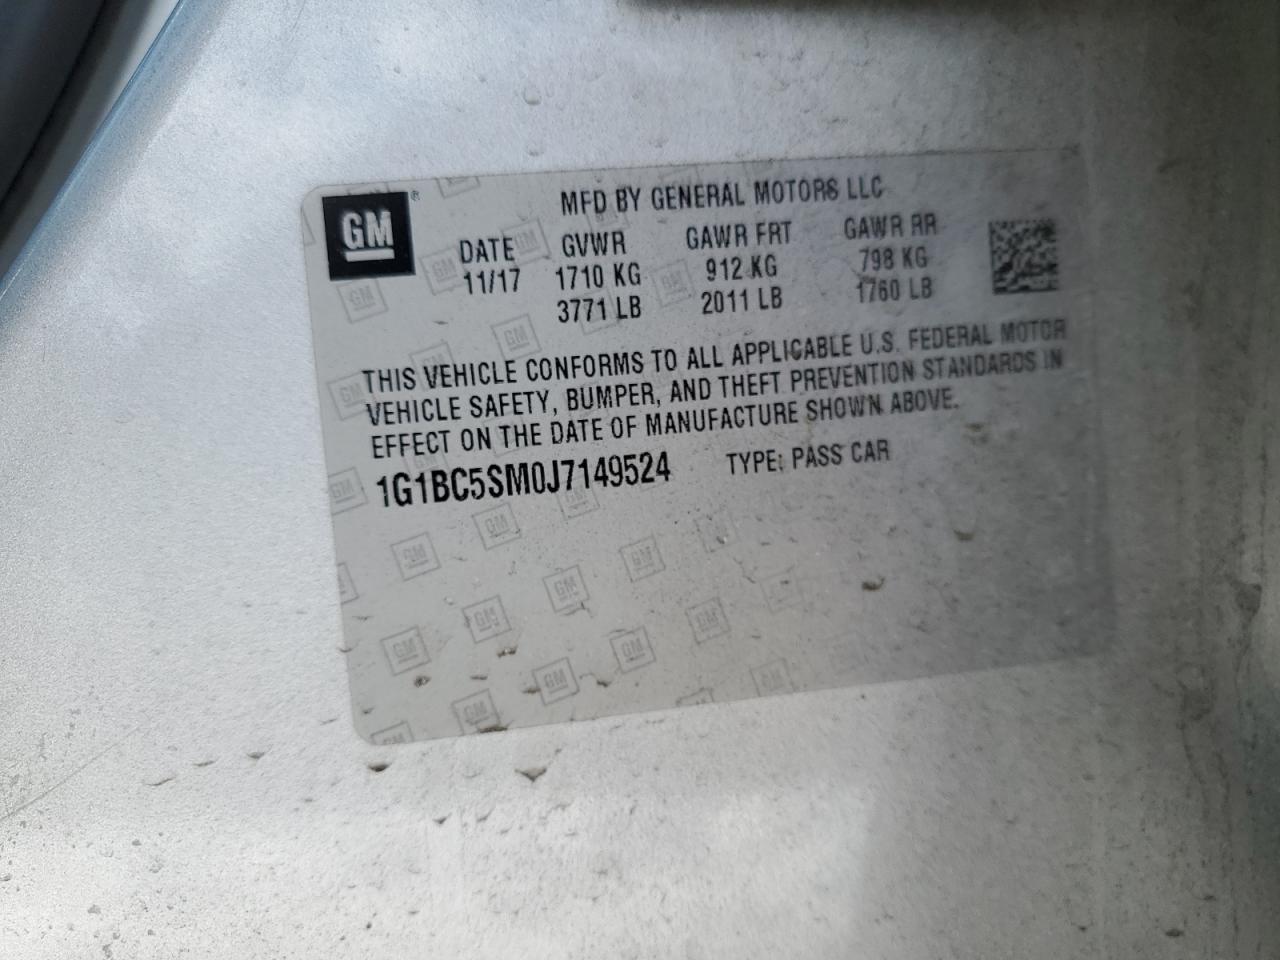 GM
MFD BY GENERAL MOTORS LLC
DATE GVWR GAWR FRT GAWR RR
11/17 1710 KG 912 KG 798 KG
3771 LB 2011 LB 1760 LB
THIS VEHICLE CONFORMS TO ALL APPLICABLE U.S. FEDERAL MOTOR
VEHICLE SAFETY, BUMPER, AND THEFT PREVENTION STANDARDS IN
EFFECT ON THE DATE OF MANUFACTURE SHOWN ABOVE.
1G1BC5SM0J7149524 TYPE: PASS CAR